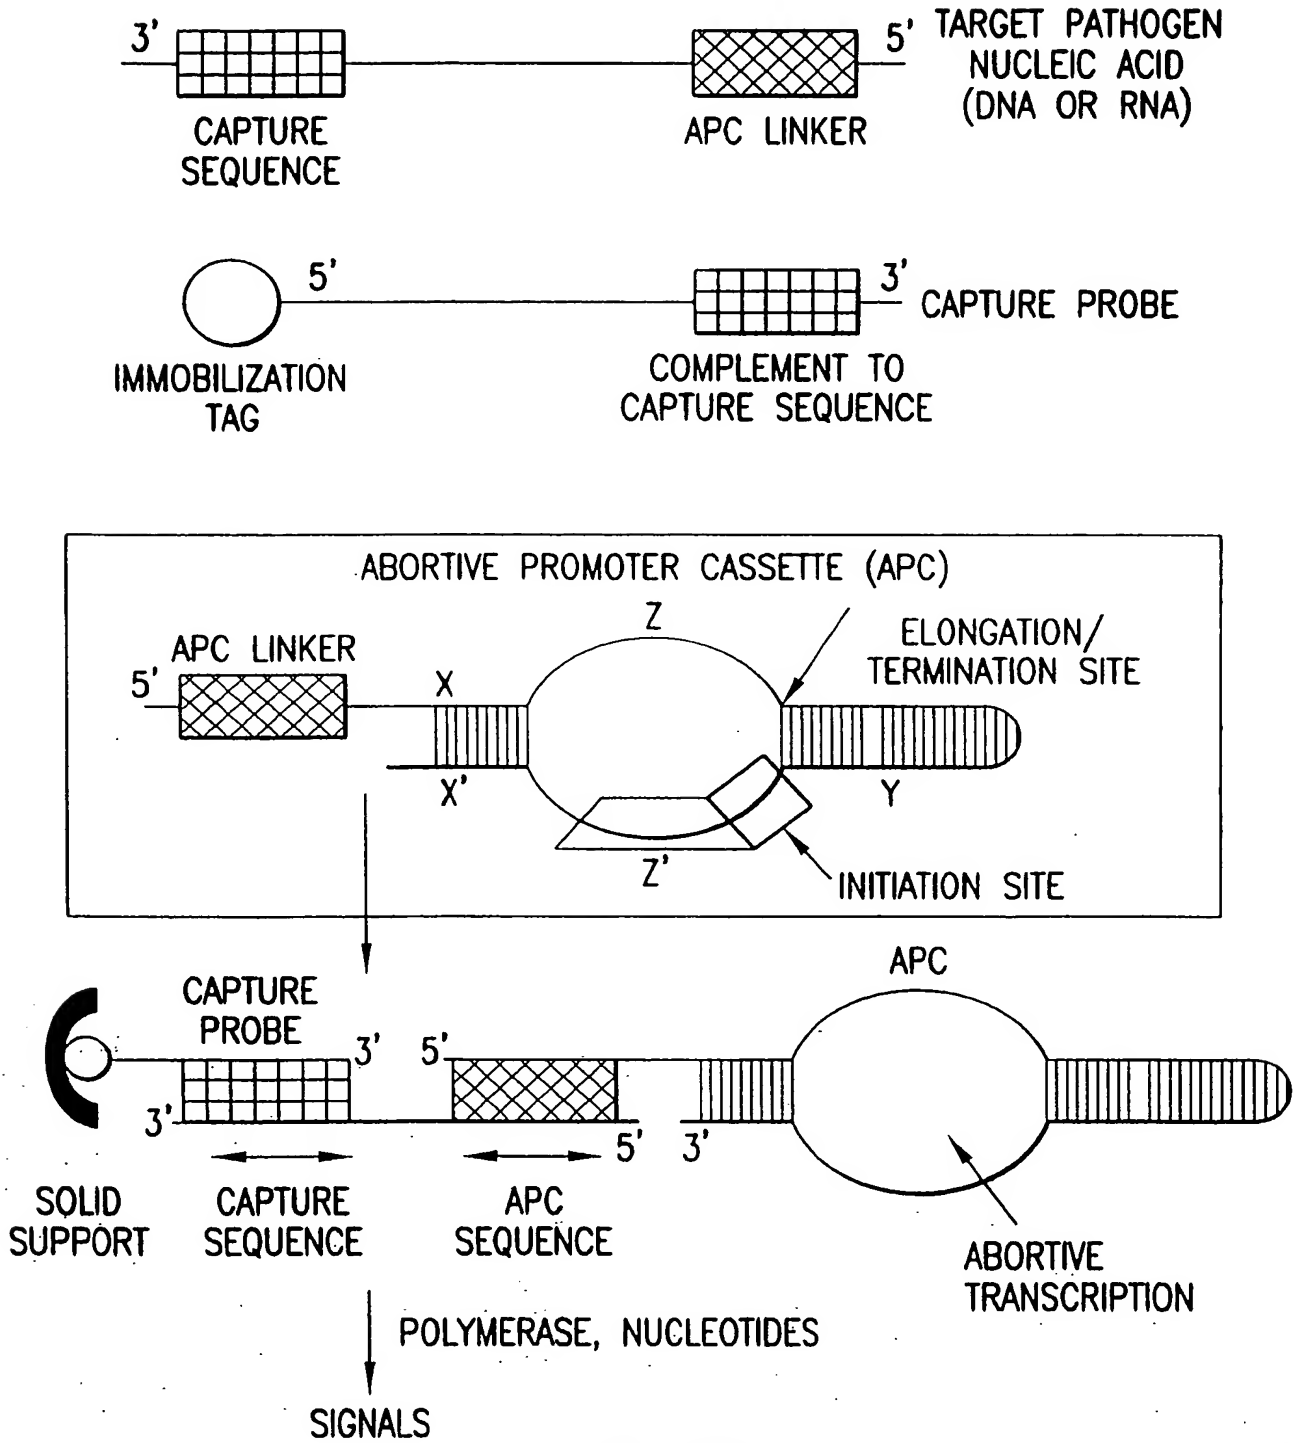 3'
5'
TARGET PATHOGEN
NUCLEIC ACID
(DNA OR RNA)
CAPTURE
SEQUENCE
APC LINKER
5'
3'
CAPTURE PROBE
IMMOBILIZATION
TAG
COMPLEMENT TO
CAPTURE SEQUENCE
ABORTIVE PROMOTER CASSETTE (APC)
Z
ELONGATION/
TERMINATION SITE
APC LINKER
5'
X
X'
Y
Z'
INITIATION SITE
APC
CAPTURE
PROBE
3'
5'
3'
5'
3'
SOLID
SUPPORT
CAPTURE
SEQUENCE
APC
SEQUENCE
ABORTIVE
TRANSCRIPTION
POLYMERASE, NUCLEOTIDES
SIGNALS